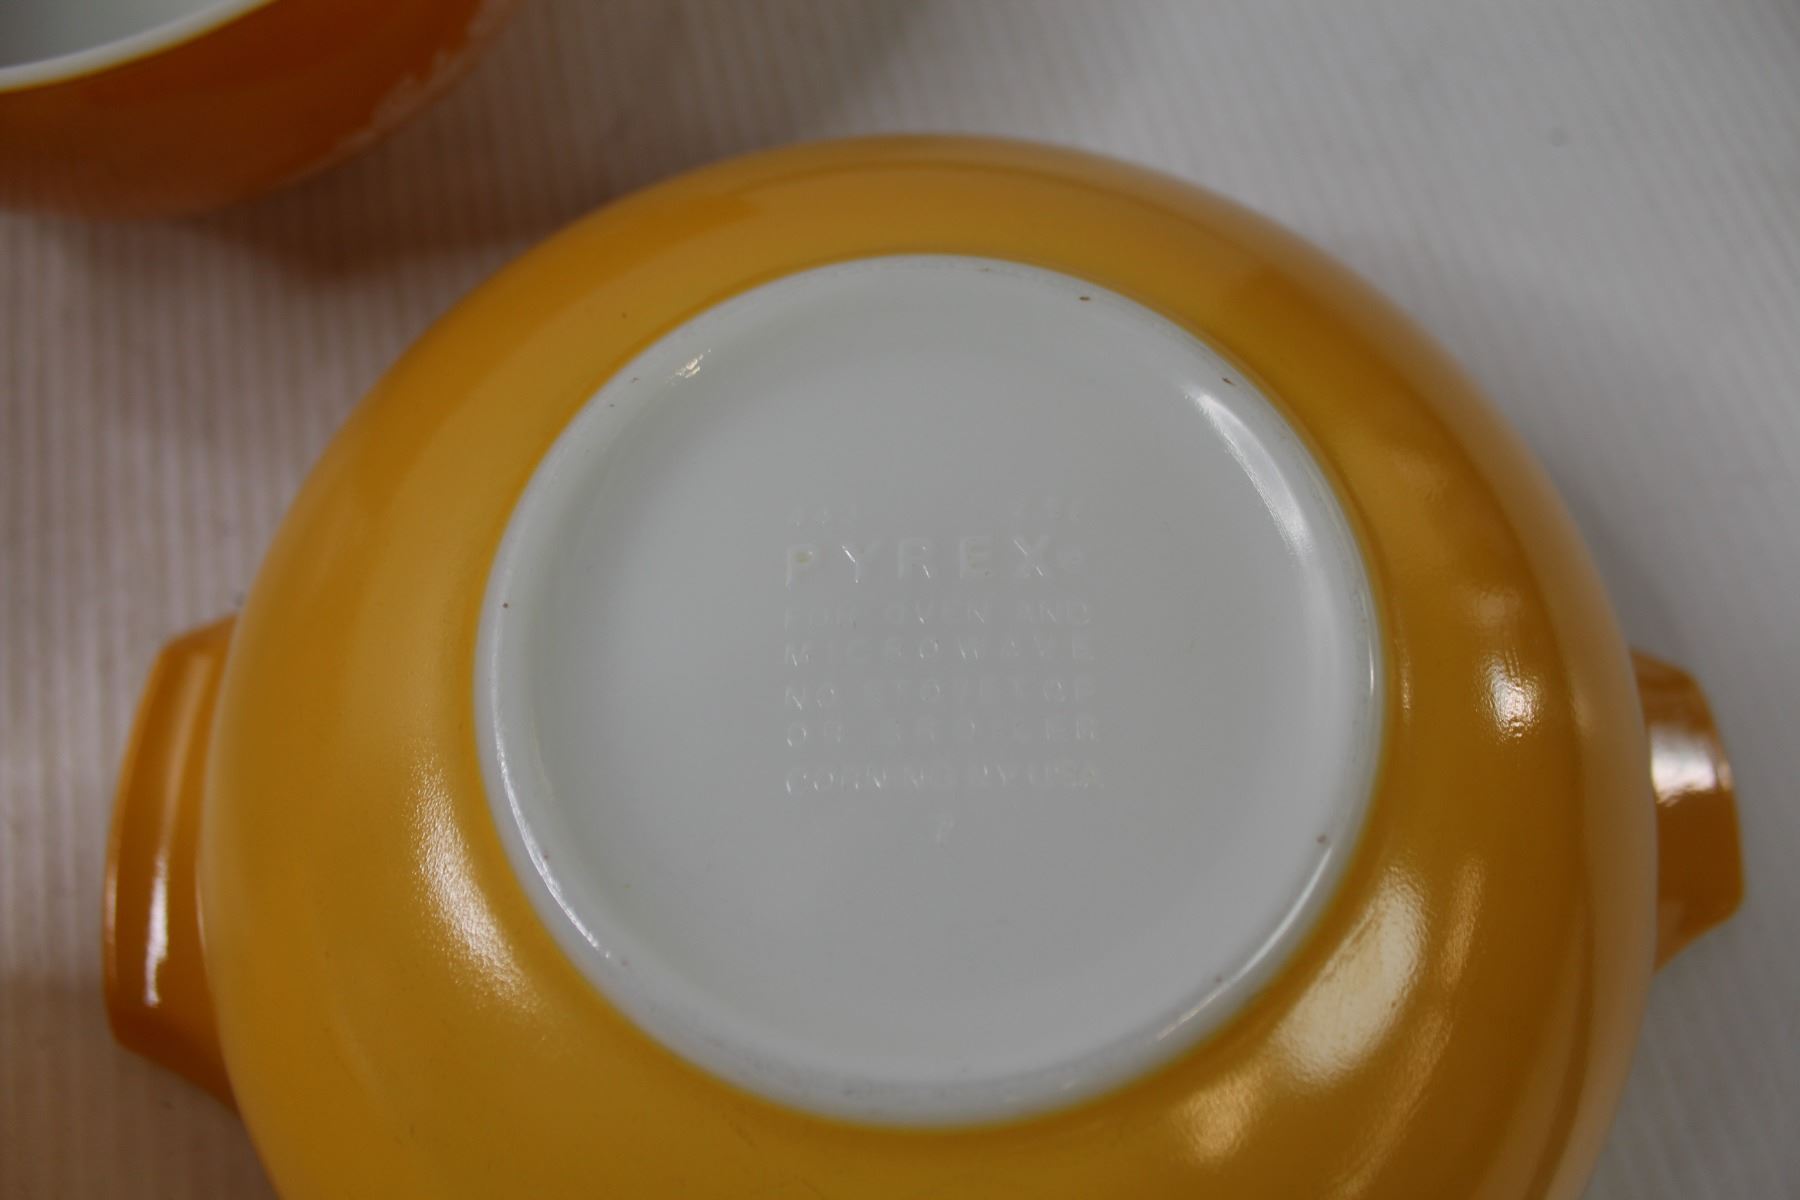 PYREX®
FOR OVEN AND
MICROWAVE
NO STOVETOP
OR BROILER
CORNING NY USA